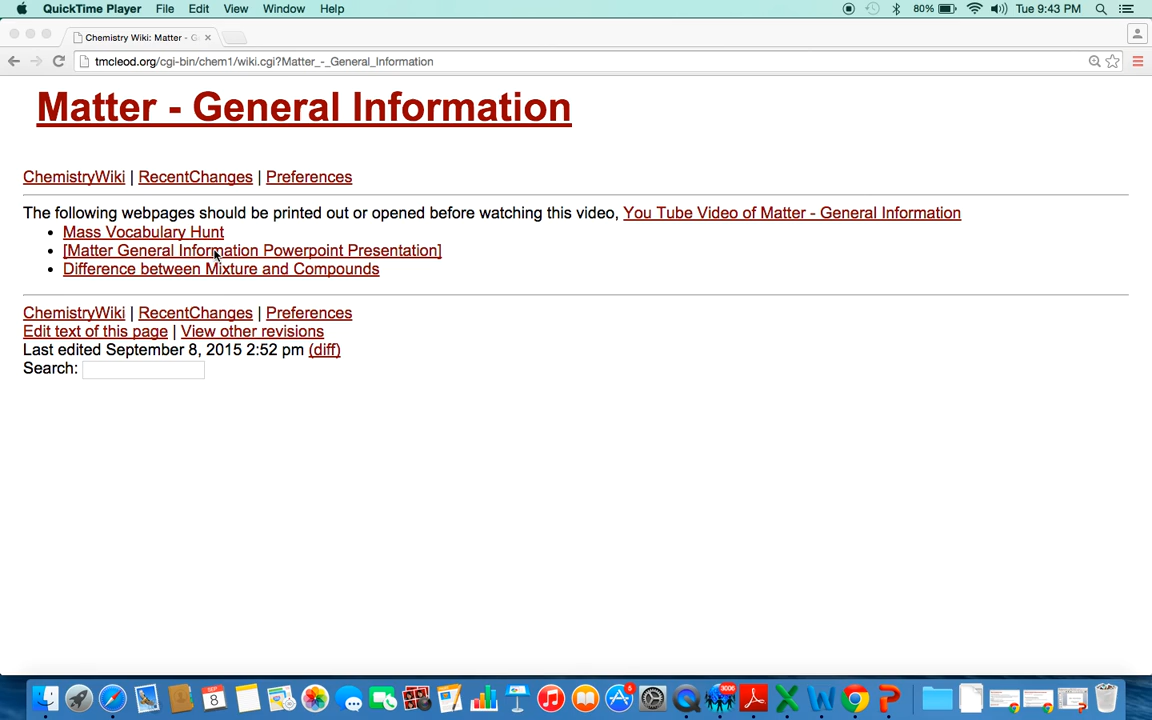 QuickTime Player File Edit View Window Help 80% Tue 9:43 PM
Chemistry Wiki: Matter - G
tmcleod.org/cgi-bin/chem1/wiki.cgi?Matter_-_General_Information
Matter - General Information
ChemistryWiki | RecentChanges | Preferences
The following webpages should be printed out or opened before watching this video, You Tube Video of Matter - General Information
• Mass Vocabulary Hunt
• [Matter General Information Powerpoint Presentation]
• Difference between Mixture and Compounds
ChemistryWiki | RecentChanges | Preferences
Edit text of this page | View other revisions
Last edited September 8, 2015 2:52 pm (diff)
Search:
SEP
8
3006
5